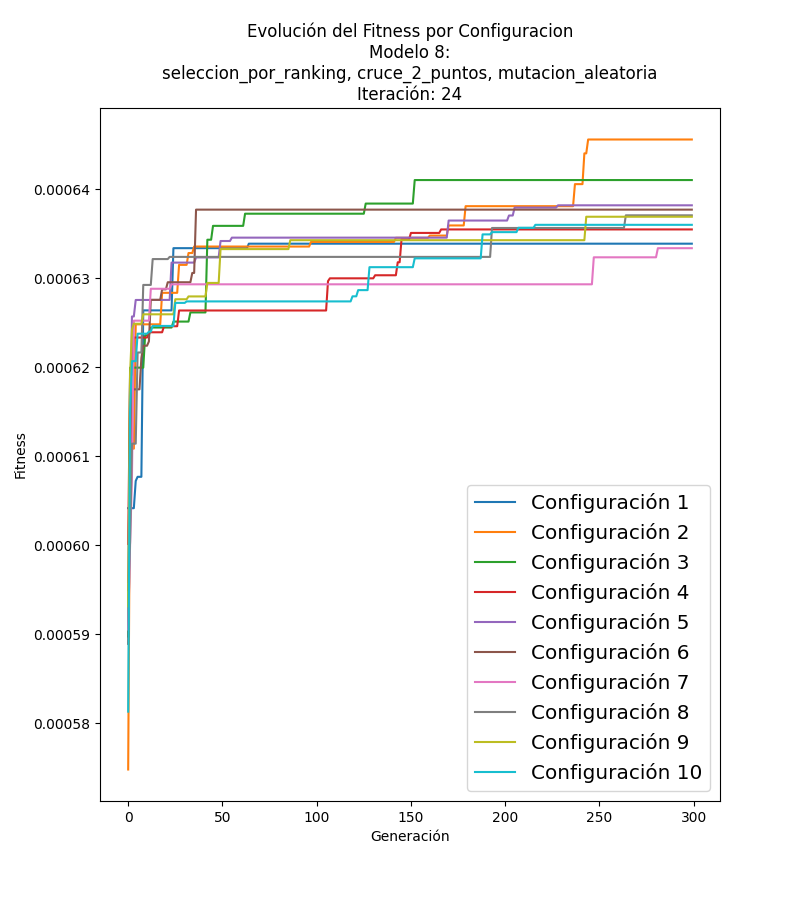 Evolución del Fitness por Configuracion
Modelo 8:
seleccion_por_ranking, cruce_2_puntos, mutacion_aleatoria
Iteración: 24
0.00064
0.00063
0.00062
0.00061
0.00060
0.00059
0.00058
Fitness
Configuración 1
Configuración 2
Configuración 3
Configuración 4
Configuración 5
Configuración 6
Configuración 7
Configuración 8
Configuración 9
Configuración 10
0 50 100 150 200 250 300
Generación